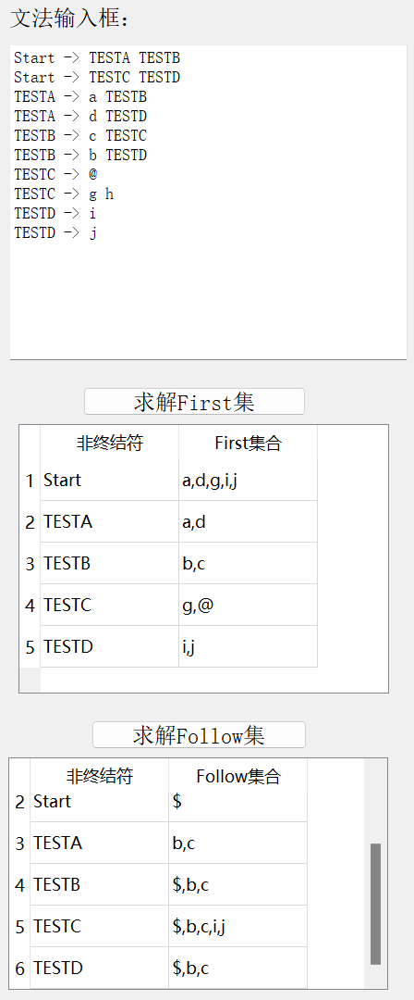 文法输入框：
Start -> TESTA TESTB
Start -> TESTC TESTD
TESTA -> a TESTB
TESTA -> d TESTD
TESTB -> c TESTC
TESTB -> b TESTD
TESTC -> @
TESTC -> g h
TESTD -> i
TESTD -> j
求解First集
非终结符 First集合
1 Start a,d,g,i,j
2 TESTA a,d
3 TESTB b,c
4 TESTC g,@
5 TESTD i,j
求解Follow集
非终结符 Follow集合
2 Start $
3 TESTA b,c
4 TESTB $,b,c
5 TESTC $,b,c,i,j
6 TESTD $,b,c